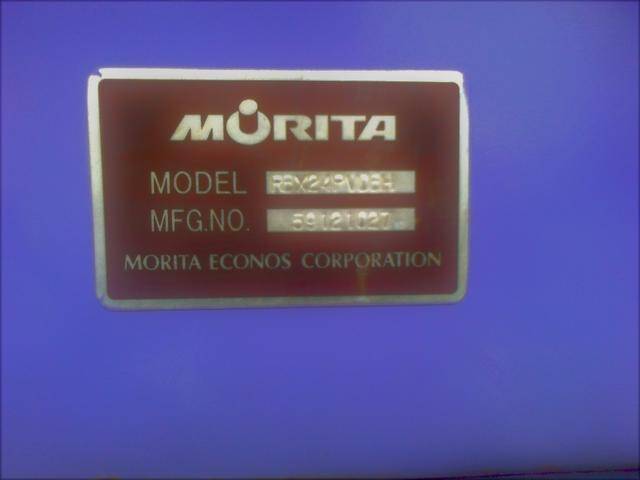 MORITA
MODEL
MFG.NO. 59121027
MORITA ECONOS CORPORATION